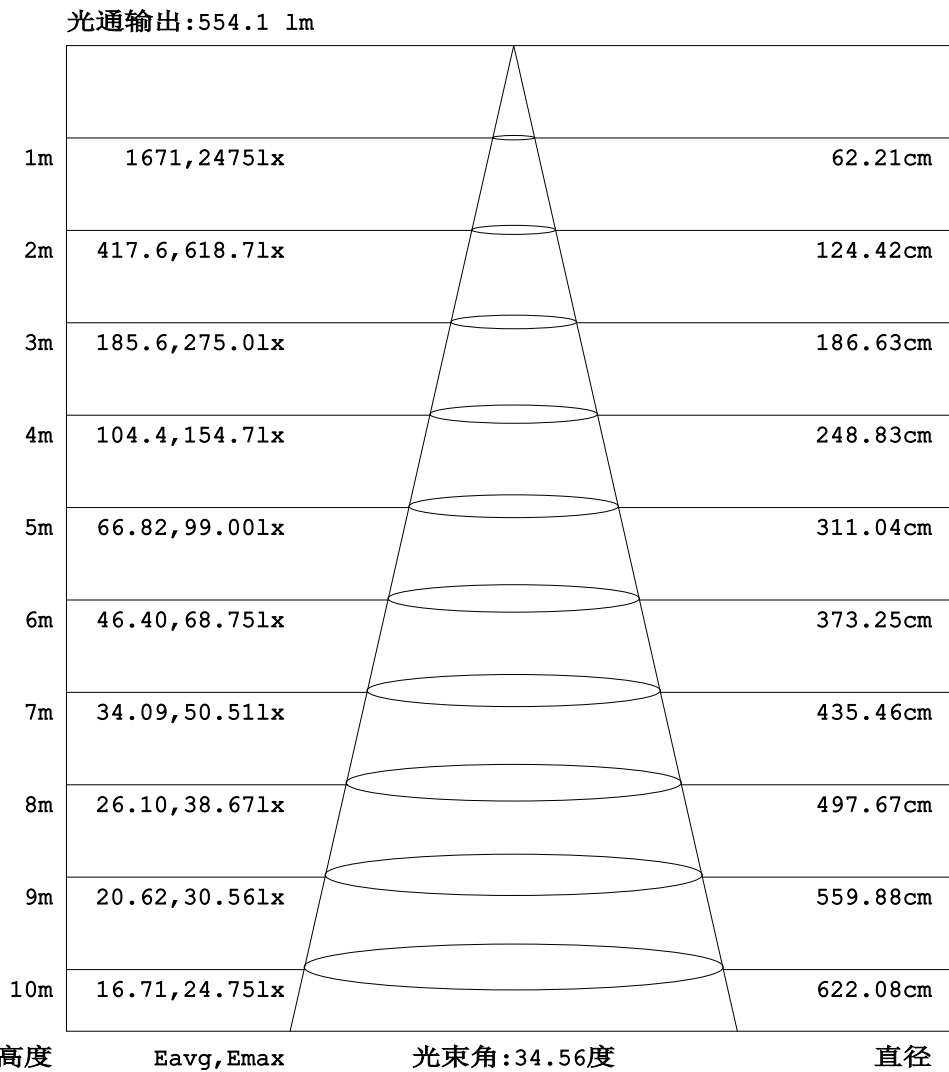 光通输出:554.1 lm
1m 1671,2475lx 62.21cm
2m 417.6,618.7lx 124.42cm
3m 185.6,275.0lx 186.63cm
4m 104.4,154.7lx 248.83cm
5m 66.82,99.00lx 311.04cm
6m 46.40,68.75lx 373.25cm
7m 34.09,50.51lx 435.46cm
8m 26.10,38.67lx 497.67cm
9m 20.62,30.56lx 559.88cm
10m 16.71,24.75lx 622.08cm
高度 Eavg,Emax 光束角:34.56度 直径